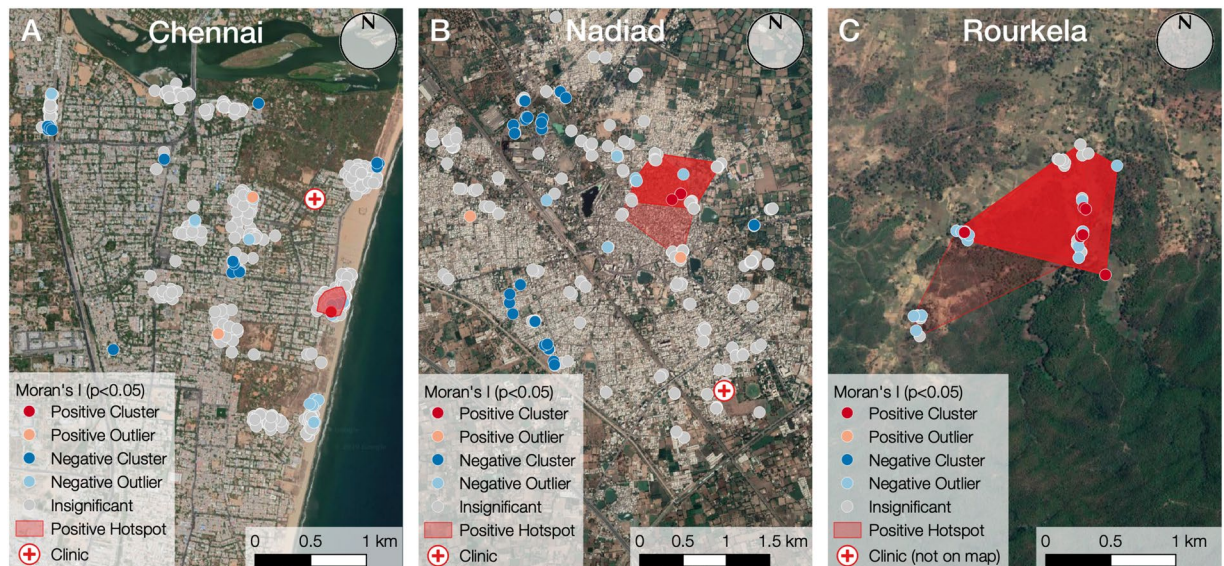 A Chennai N
Moran's I (p<0.05)
Positive Cluster
Positive Outlier
Negative Cluster
Negative Outlier
Insignificant
Positive Hotspot
Clinic
0 0.5 1 km
B Nadiad N
Moran's I (p<0.05)
Positive Cluster
Positive Outlier
Negative Cluster
Negative Outlier
Insignificant
Positive Hotspot
Clinic
0 0.5 1 1.5 km
C Rourkela N
Moran's I (p<0.05)
Positive Cluster
Positive Outlier
Negative Cluster
Negative Outlier
Insignificant
Positive Hotspot
Clinic (not on map)
0 0.5 1 km